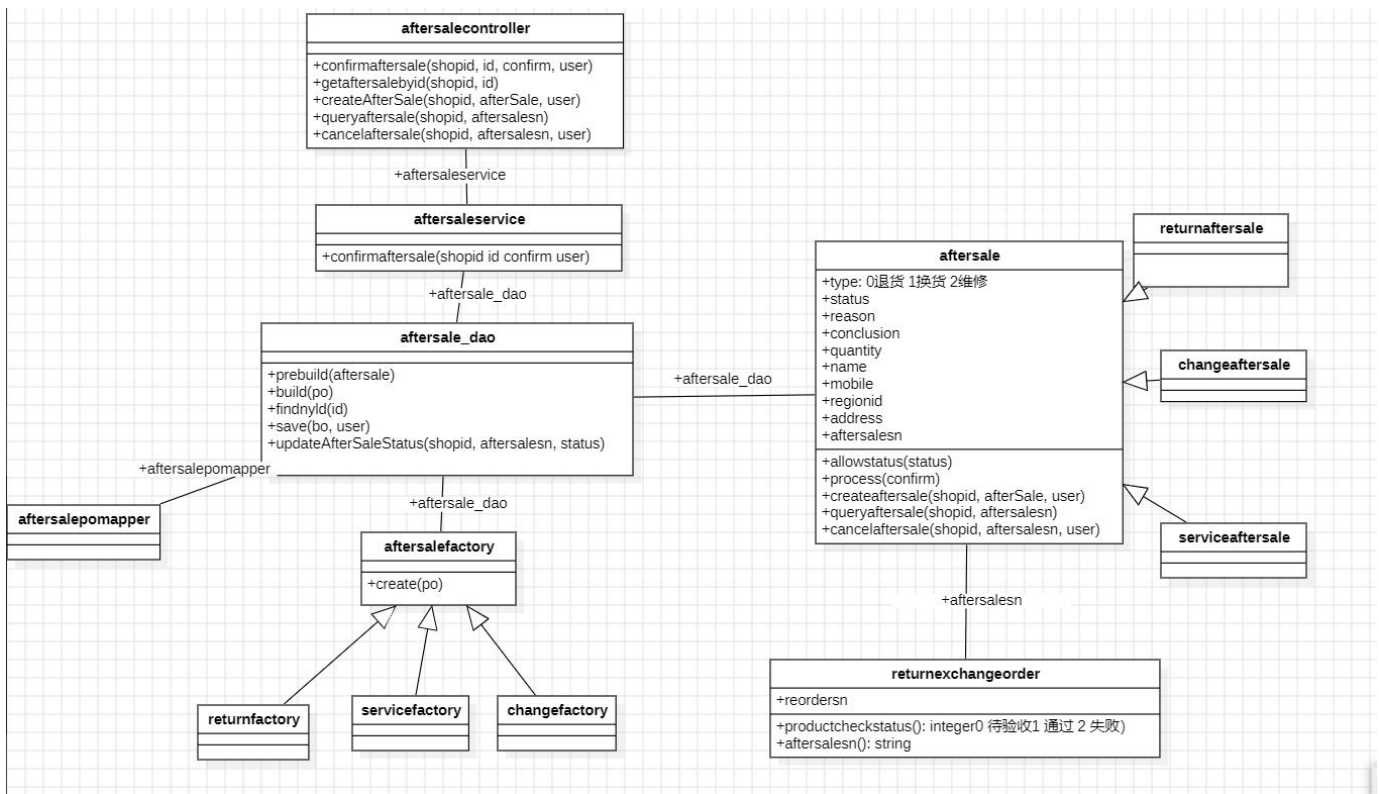 aftersalecontroller
+confirmaftersale(shopid, id, confirm, user)
+getaftersalebyid(shopid, id)
+createAfterSale(shopid, afterSale, user)
+queryaftersale(shopid, aftersalesn)
+cancelaftersale(shopid, aftersalesn, user)
+aftersaleservice
aftersaleservice
+confirmaftersale(shopid id confirm user)
+aftersale_dao
aftersale_dao
+prebuild(aftersale)
+build(po)
+findnyld(id)
+save(bo, user)
+updateAfterSaleStatus(shopid, aftersalesn, status)
+aftersalepomapper
aftersalepomapper
+aftersale_dao
aftersalefactory
+create(po)
returnfactory
servicefactory
changefactory
+aftersale_dao
aftersale
+type: 0退货 1换货 2维修
+status
+reason
+conclusion
+quantity
+name
+mobile
+regionid
+address
+aftersalesn
+allowstatus(status)
+process(confirm)
+createaftersale(shopid, afterSale, user)
+queryaftersale(shopid, aftersalesn)
+cancelaftersale(shopid, aftersalesn, user)
returnaftersale
changeaftersale
serviceaftersale
+aftersalesn
returnexchangeorder
+reordersn
+productcheckstatus(): integer0 待验收1 通过 2 失败)
+aftersalesn(): string